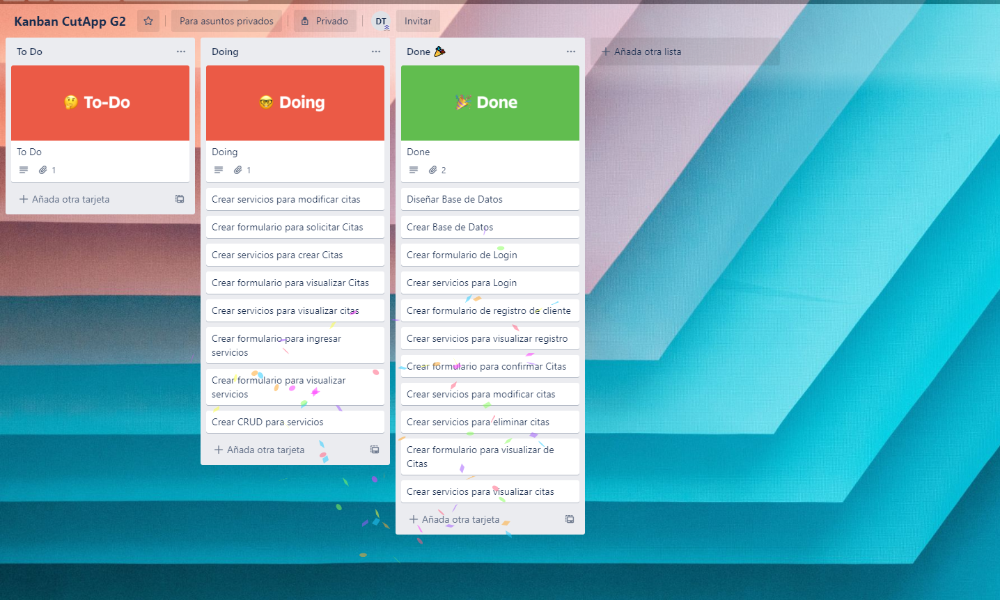 Kanban CutApp G2
Para asuntos privados
Privado
DT
Invitar
To Do
🤔 To-Do
To Do
1
Añada otra tarjeta
Doing
🤓 Doing
Doing
1
Crear servicios para modificar citas
Crear formulario para solicitar Citas
Crear servicios para crear Citas
Crear formulario para visualizar Citas
Crear servicios para visualizar citas
Crear formulario para ingresar
servicios
Crear formulario para visualizar
servicios
Crear CRUD para servicios
Añada otra tarjeta
Done 🎉
🎉 Done
Done
2
Diseñar Base de Datos
Crear Base de Datos
Crear formulario de Login
Crear servicios para Login
Crear formulario de registro de cliente
Crear servicios para visualizar registro
Crear formulario para confirmar Citas
Crear servicios para modificar citas
Crear servicios para eliminar citas
Crear formulario para visualizar de
Citas
Crear servicios para visualizar citas
Añada otra tarjeta
Añada otra lista